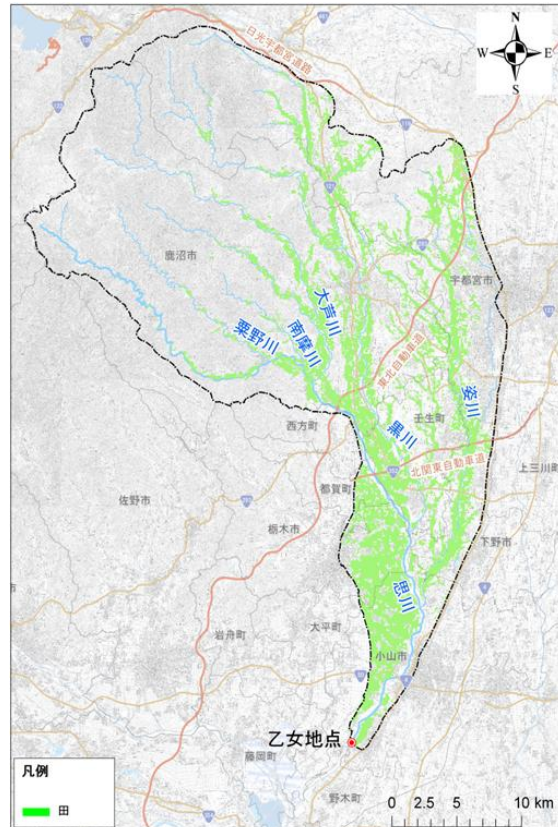 N
W E
S
日光宇都宮道路
鹿沼市
宇都宮市
大芦川
南摩川
粟野川
東北自動車道
姿川
壬生町
黒川
西方町
北関東自動車道
上三川町
都賀町
佐野市
栃木市
下野市
思川
大平町
岩舟町
小山市
乙女地点
藤岡町
野木町
凡例
田
0 2.5 5 10 km